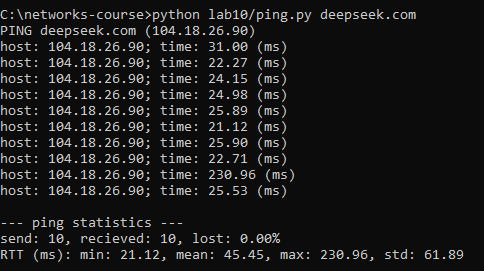 C:\networks-course>python lab10/ping.py deepseek.com
PING deepseek.com (104.18.26.90)
host: 104.18.26.90; time: 31.00 (ms)
host: 104.18.26.90; time: 22.27 (ms)
host: 104.18.26.90; time: 24.15 (ms)
host: 104.18.26.90; time: 24.98 (ms)
host: 104.18.26.90; time: 25.89 (ms)
host: 104.18.26.90; time: 21.12 (ms)
host: 104.18.26.90; time: 25.90 (ms)
host: 104.18.26.90; time: 22.71 (ms)
host: 104.18.26.90; time: 230.96 (ms)
host: 104.18.26.90; time: 25.53 (ms)
--- ping statistics ---
send: 10, recieved: 10, lost: 0.00%
RTT (ms): min: 21.12, mean: 45.45, max: 230.96, std: 61.89